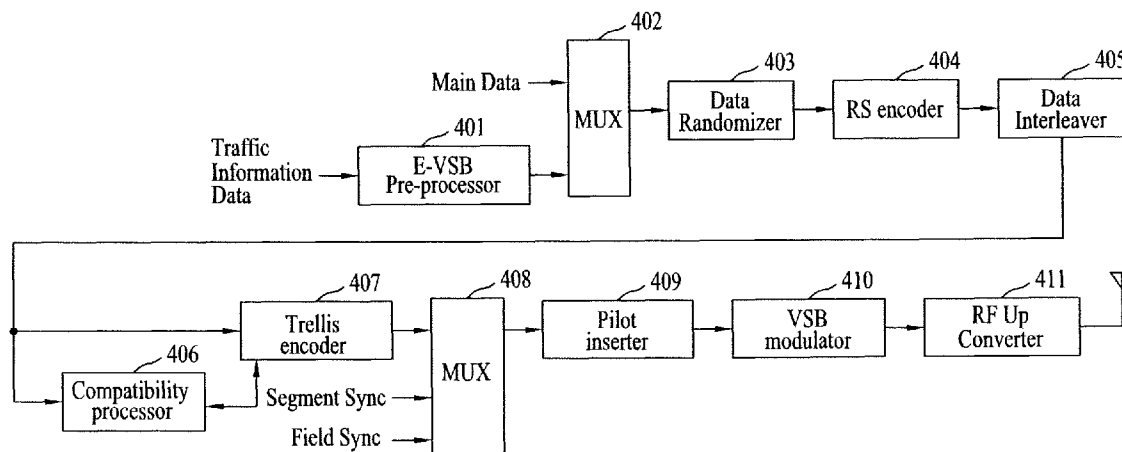 402
Main Data
MUX
403
Data
Randomizer
404
RS encoder
405
Data
Interleaver
Traffic
Information
Data
401
E-VSB
Pre-processor
407
Trellis
encoder
408
MUX
409
Pilot
inserter
410
VSB
modulator
411
RF Up
Converter
406
Compatibility
processor
Segment Sync
Field Sync